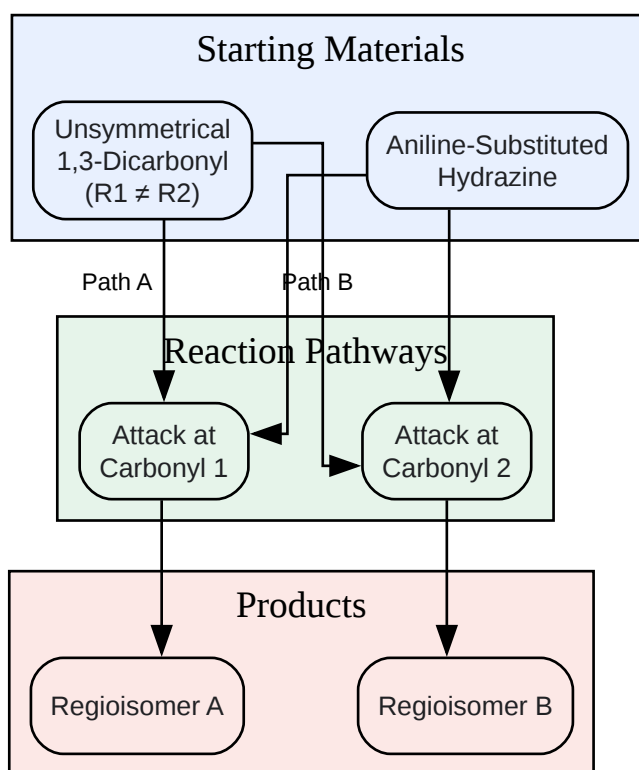 Starting Materials
Unsymmetrical
1,3-Dicarbonyl
(R1 ≠ R2)
Aniline-Substituted
Hydrazine
Path A
Path B
Reaction Pathways
Attack at
Carbonyl 1
Attack at
Carbonyl 2
Products
Regioisomer A
Regioisomer B